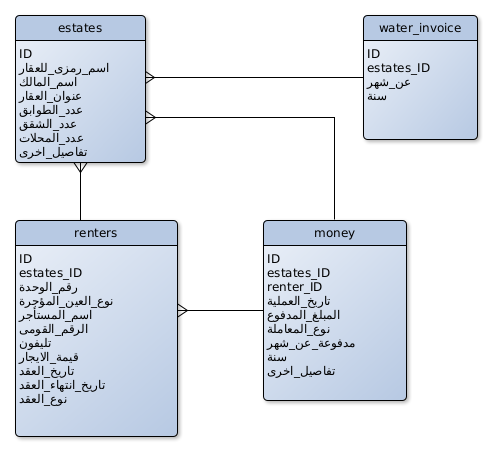 estates
ID
اسم_رمزى_للعقار
اسم_المالك
عنوان_العقار
عدد_الطوابق
عدد_الشقق
عدد_المحلات
تفاصيل_اخرى
water_invoice
ID
estates_ID
عن_شهر
سنة
renters
ID
estates_ID
رقم_الوحدة
نوع_العين_المؤجرة
اسم_المستأجر
الرقم_القومى
تليفون
قيمة_الايجار
تاريخ_العقد
تاريخ_انتهاء_العقد
نوع_العقد
money
ID
estates_ID
renter_ID
تاريخ_العملية
المبلغ_المدفوع
نوع_المعاملة
مدفوعة_عن_شهر
سنة
تفاصيل_اخرى